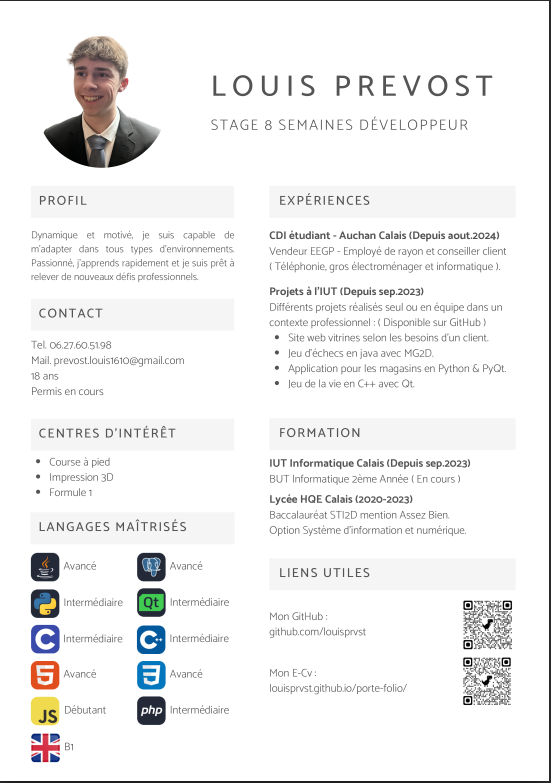 LOUIS PREVOST
STAGE 8 SEMAINES DÉVELOPPEUR
PROFIL
Dynamique et motivé, je suis capable de
m'adapter dans tous types d'environnements.
Passionné, j'apprends rapidement et je suis prêt à
relever de nouveaux défis professionnels.
CONTACT
Tel. 06.27.60.51.98
Mail. prevost.louis1610@gmail.com
18 ans
Permis en cours
CENTRES D'INTÉRÊT
Course à pied
Impression 3D
Formule 1
LANGAGES MAÎTRISÉS
Java Avancé
Avancé
Intermédiaire
Qt Intermédiaire
C Intermédiaire
C++ Intermédiaire
5 Avancé
3 Avancé
JS Débutant
php Intermédiaire
B1
EXPÉRIENCES
CDI étudiant - Auchan Calais (Depuis aout.2024)
Vendeur EEGP - Employé de rayon et conseiller client
( Téléphonie, gros électroménager et informatique ).
Projets à l'IUT (Depuis sep.2023)
Différents projets réalisés seul ou en équipe dans un
contexte professionnel : ( Disponible sur GitHub )
Site web vitrines selon les besoins d'un client.
Jeu d'échecs en java avec MG2D.
Application pour les magasins en Python & PyQt.
Jeu de la vie en C++ avec Qt.
FORMATION
IUT Informatique Calais (Depuis sep.2023)
BUT Informatique 2ème Année ( En cours )
Lycée HQE Calais (2020-2023)
Baccalauréat STI2D mention Assez Bien.
Option Système d'information et numérique.
LIENS UTILES
Mon GitHub :
github.com/louisprvst
Mon E-Cv :
louisprvst.github.io/porte-folio/